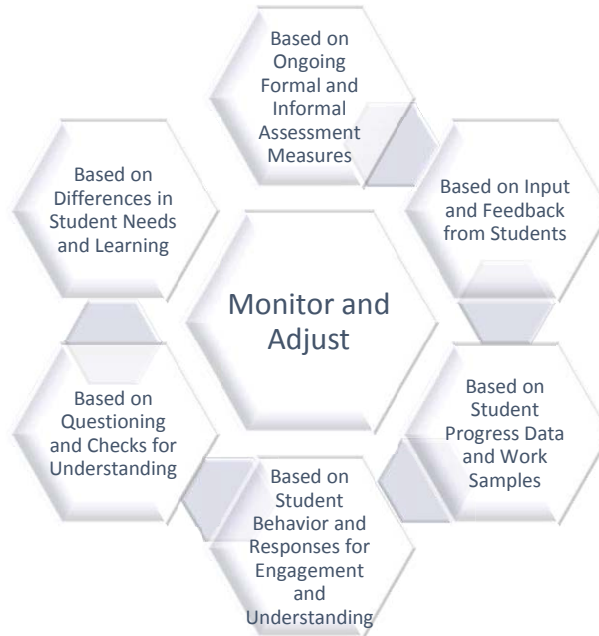 Based on
Ongoing
Formal and
Informal
Assessment
Measures
Based on Input
and Feedback
from Students
Based on
Student
Progress Data
and Work
Samples
Based on
Student
Behavior and
Responses for
Engagement
and
Understanding
Based on
Questioning
and Checks for
Understanding
Based on
Differences in
Student Needs
and Learning
Monitor and
Adjust